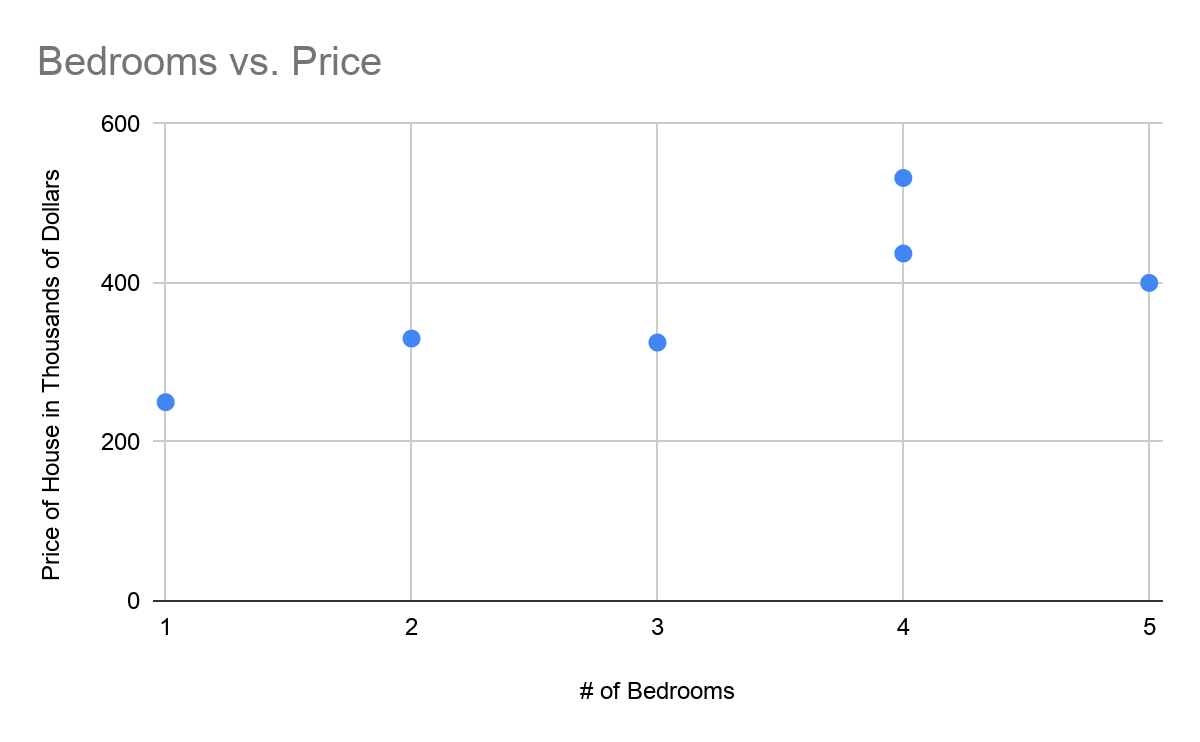 Bedrooms vs. Price
Price of House in Thousands of Dollars
600
400
200
0
1 2 3 4 5
# of Bedrooms